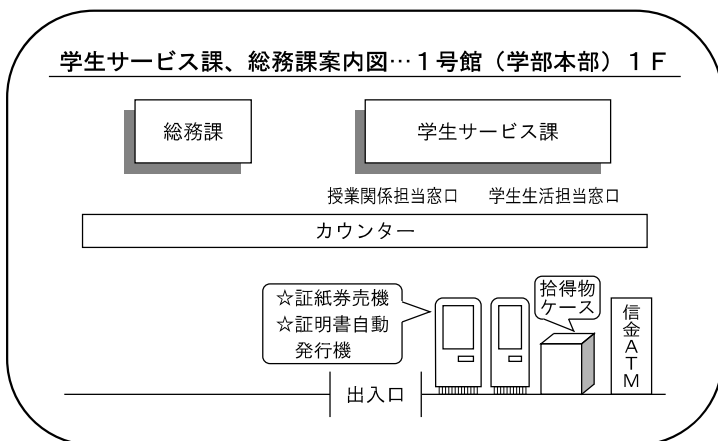 学生サービス課、総務課案内図…１号館（学部本部）１Ｆ
総務課
学生サービス課
授業関係担当窓口
学生生活担当窓口
カウンター
☆証紙券売機
☆証明書自動
発行機
拾得物
ケース
信金ＡＴＭ
出入口